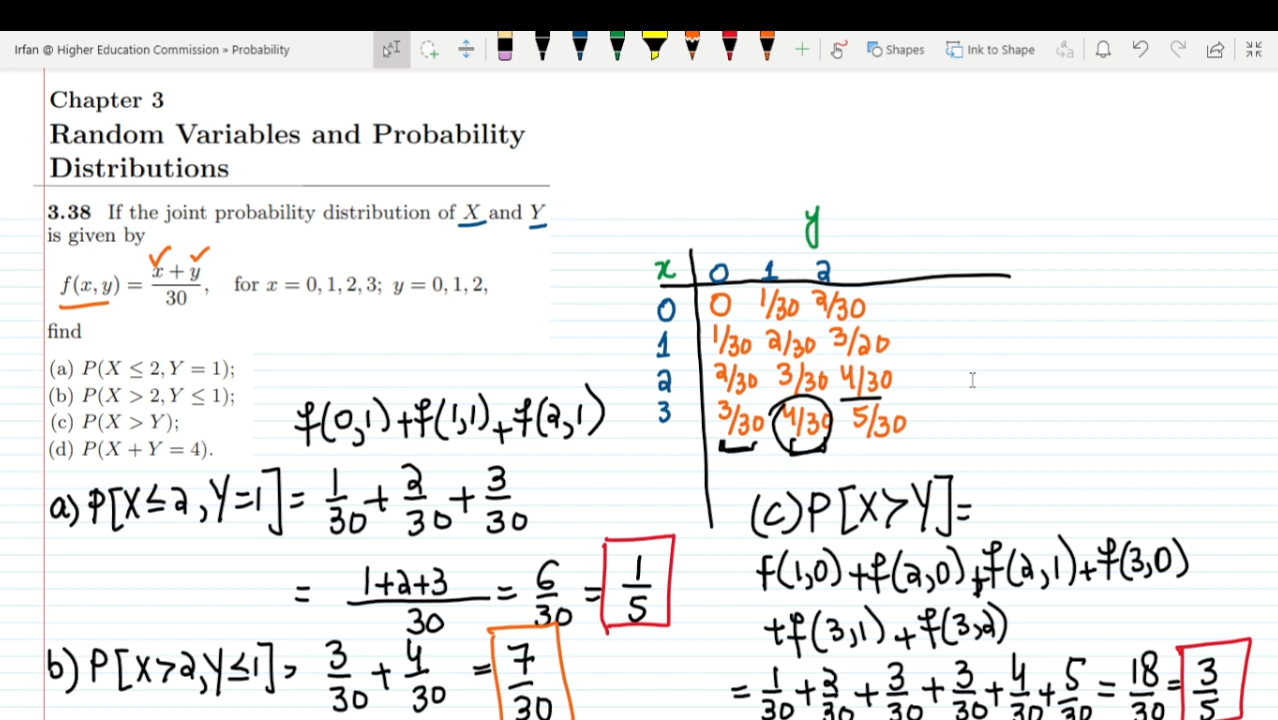 Irfan @ Higher Education Commission » Probability
Shapes
Ink to Shape
Chapter 3
Random Variables and Probability
Distributions
3.38 If the joint probability distribution of X and Y
is given by
f(x, y) = x + y / 30, for x = 0, 1, 2, 3; y = 0, 1, 2,
find
(a) P(X ≤ 2, Y = 1);
(b) P(X > 2, Y ≤ 1);
(c) P(X > Y);
(d) P(X + Y = 4).
f(0,1)+f(1,1)+f(2,1)
a) P[X≤2,Y=1] = 1/30 + 2/30 + 3/30
= 1+2+3/30 = 6/30 = 1/5
b) P[X>2,Y≤1] = 3/30 + 4/30 = 7/30
y
x 0 1 2
0 0 1/30 2/30
1 1/30 2/30 3/20
2 2/30 3/30 4/30
3 3/30 4/30 5/30
(C) P[X>Y]=
f(1,0)+f(2,0)+f(2,1)+f(3,0)
+f(3,1)+f(3,2)
= 1/30 + 2/30 + 3/30 + 3/30 + 4/30 + 5/30 = 18/30 = 3/5